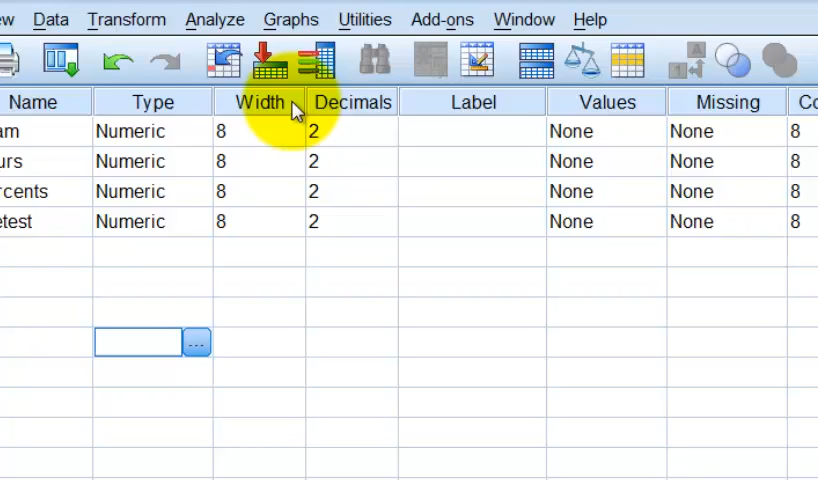 ew Data Transform Analyze Graphs Utilities Add-ons Window Help
Name Type Width Decimals Label Values Missing Co
am Numeric 8 2 None None 8
urs Numeric 8 2 None None 8
rcents Numeric 8 2 None None 8
etest Numeric 8 2 None None 8
...